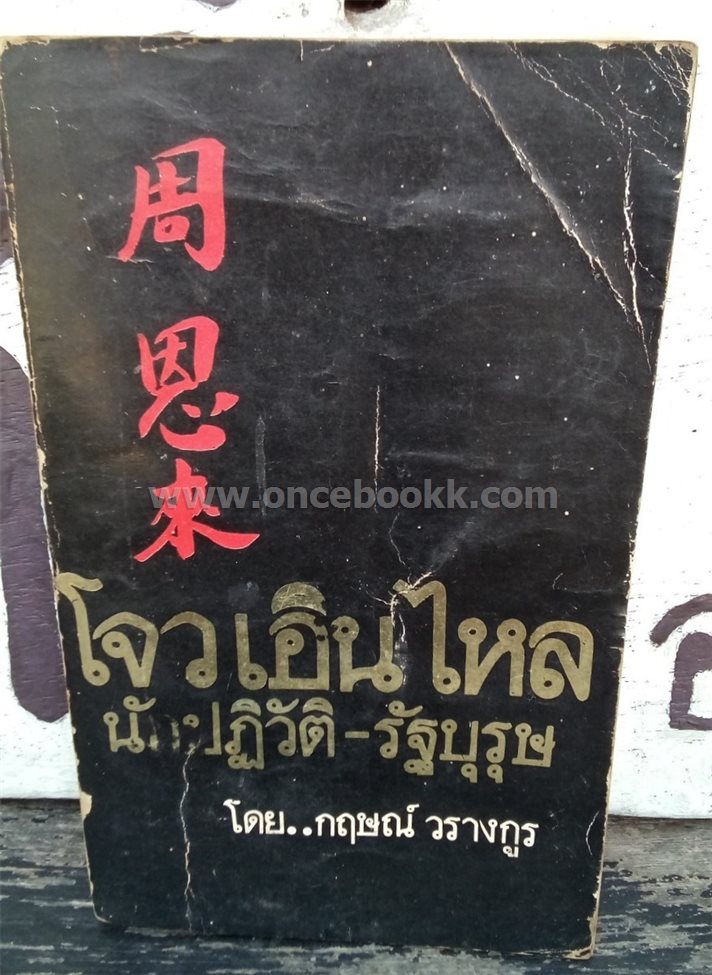 周
恩
來
www.oncebookk.com
โจวเอินไหล
นักปฏิวัติ-รัฐบุรุษ
โดย..กฤษณ์ วรางกูร